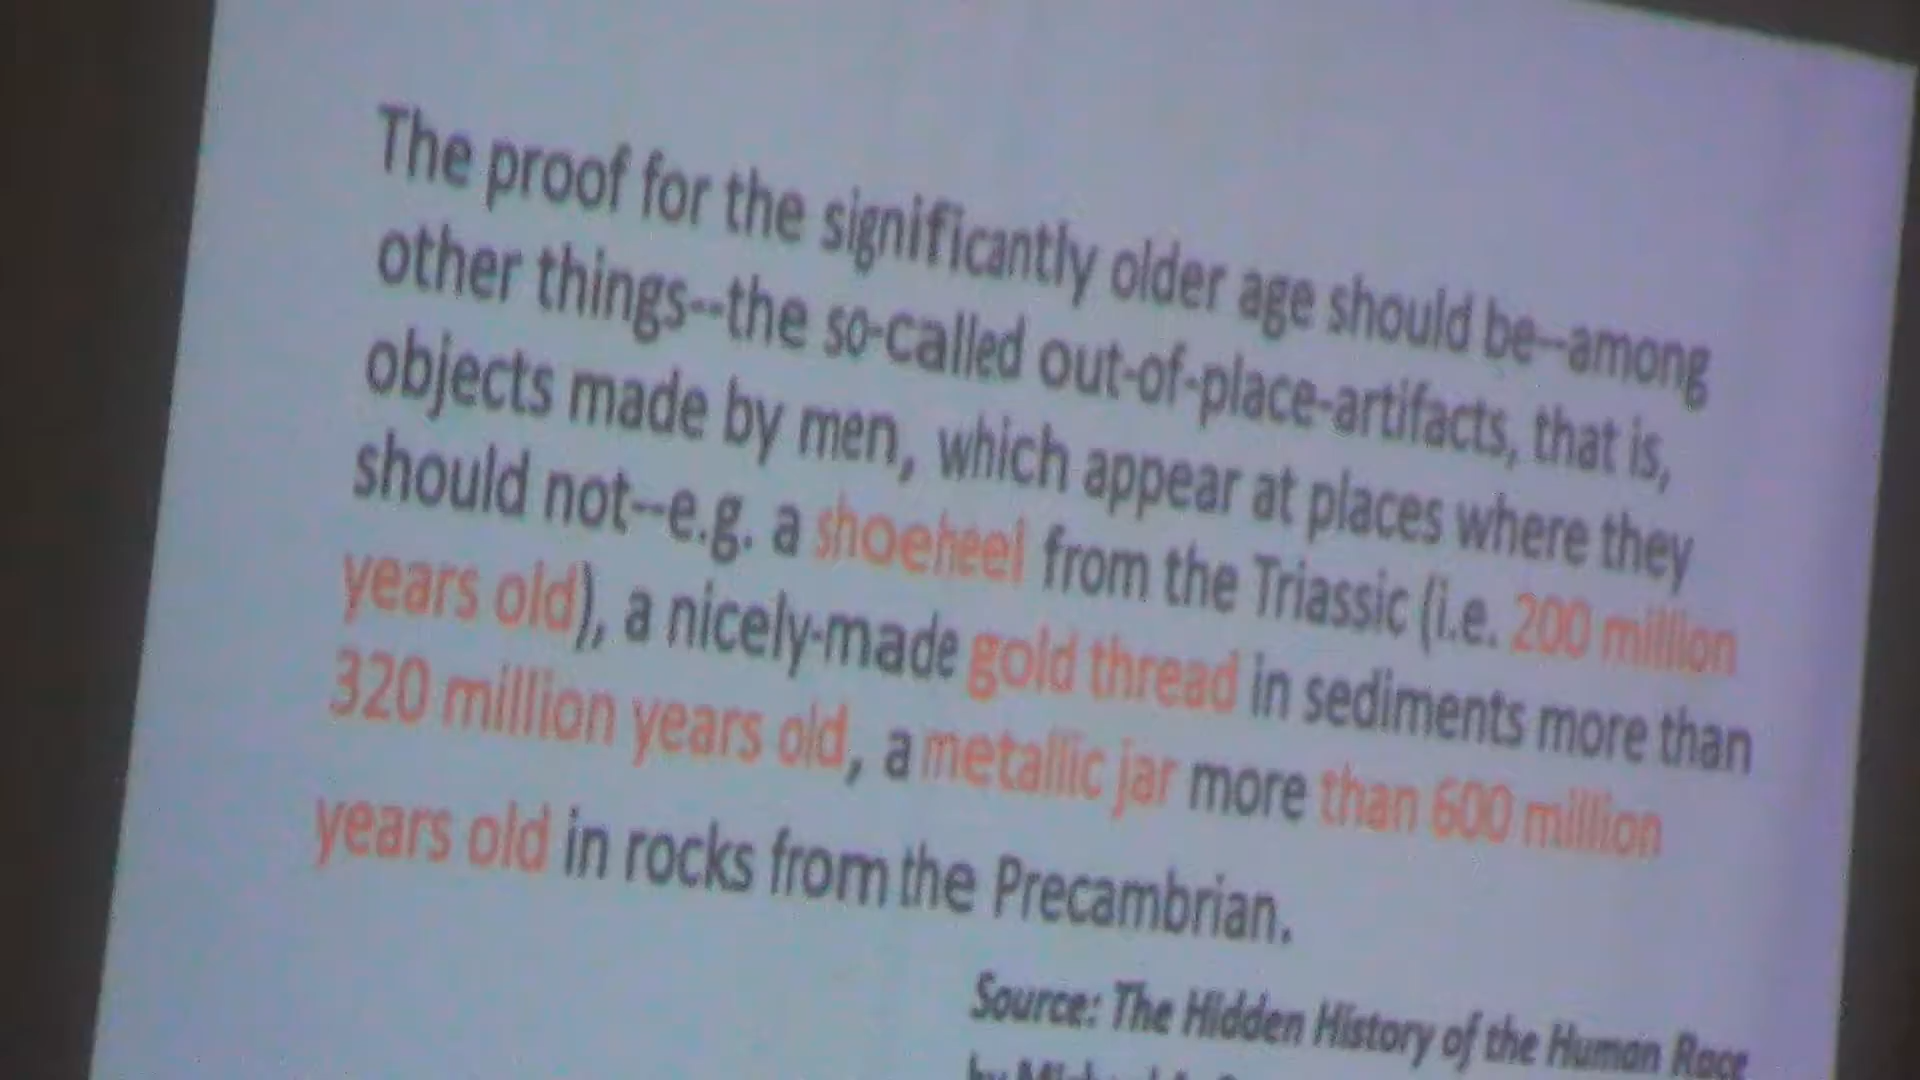 The proof for the significantly older age should be--among
other things--the so-called out-of-place-artifacts, that is,
objects made by men, which appear at places where they
should not--e.g. a shoeheel from the Triassic (i.e. 200 million
years old), a nicely-made gold thread in sediments more than
320 million years old, a metallic jar more than 600 million
years old in rocks from the Precambrian.
Source: The Hidden History of the Human Race
by